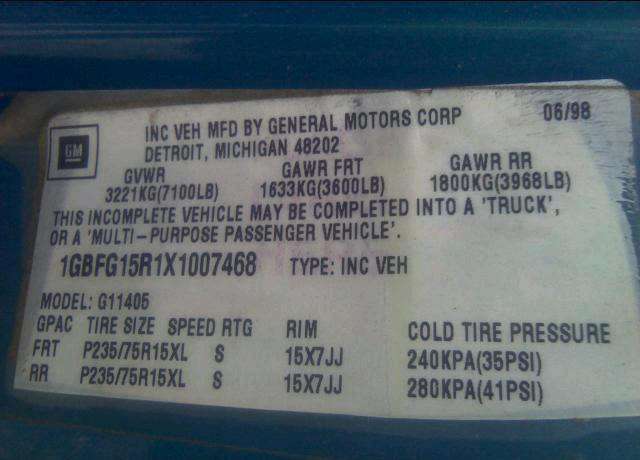 GM
INC VEH MFD BY GENERAL MOTORS CORP 06/98
DETROIT, MICHIGAN 48202
GVWR GAWR FRT GAWR RR
3221KG(7100LB) 1633KG(3600LB) 1800KG(3968LB)
THIS INCOMPLETE VEHICLE MAY BE COMPLETED INTO A 'TRUCK',
OR A 'MULTI-PURPOSE PASSENGER VEHICLE'.
1GBFG15R1X1007468 TYPE: INC VEH
MODEL: G11405
GPAC TIRE SIZE SPEED RTG RIM COLD TIRE PRESSURE
FRT P235/75R15XL S 15X7JJ 240KPA(35PSI)
RR P235/75R15XL S 15X7JJ 280KPA(41PSI)